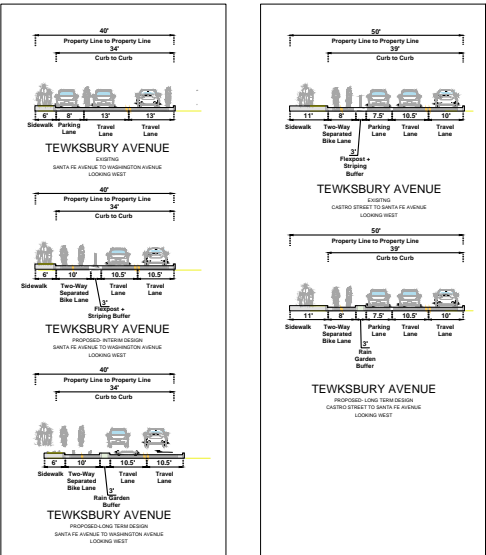 40'
Property Line to Property Line
34'
Curb to Curb
6' 8' 13' 13'
Sidewalk Parking Lane Travel Lane Travel Lane
TEWKSBURY AVENUE
EXISITNG
SANTA FE AVENUE TO WASHINGTON AVENUE
LOOKING WEST
40'
Property Line to Property Line
34'
Curb to Curb
6' 10' 10.5' 10.5'
Sidewalk Two-Way Separated Bike Lane Travel Lane Travel Lane
3'
Flexpost +
Striping Buffer
TEWKSBURY AVENUE
PROPOSED- INTERIM DESIGN
SANTA FE AVENUE TO WASHINGTON AVENUE
LOOKING WEST
40'
Property Line to Property Line
34'
Curb to Curb
6' 10' 10.5' 10.5'
Sidewalk Two-Way Separated Bike Lane Travel Lane Travel Lane
3'
Rain Garden
Buffer
TEWKSBURY AVENUE
PROPOSED-LONG TERM DESIGN
SANTA FE AVENUE TO WASHINGTON AVENUE
LOOKING WEST
50'
Property Line to Property Line
39'
Curb to Curb
11' 8' 7.5' 10.5' 10'
Sidewalk Two-Way Separated Bike Lane Parking Lane Travel Lane Travel Lane
3'
Flexpost +
Striping
Buffer
TEWKSBURY AVENUE
EXISITNG
CASTRO STREET TO SANTA FE AVENUE
LOOKING WEST
50'
Property Line to Property Line
39'
Curb to Curb
11' 8' 7.5' 10.5' 10'
Sidewalk Two-Way Separated Bike Lane Parking Lane Travel Lane Travel Lane
3'
Rain
Garden
Buffer
TEWKSBURY AVENUE
PROPOSED- LONG TERM DESIGN
CASTRO STREET TO SANTA FE AVENUE
LOOKING WEST